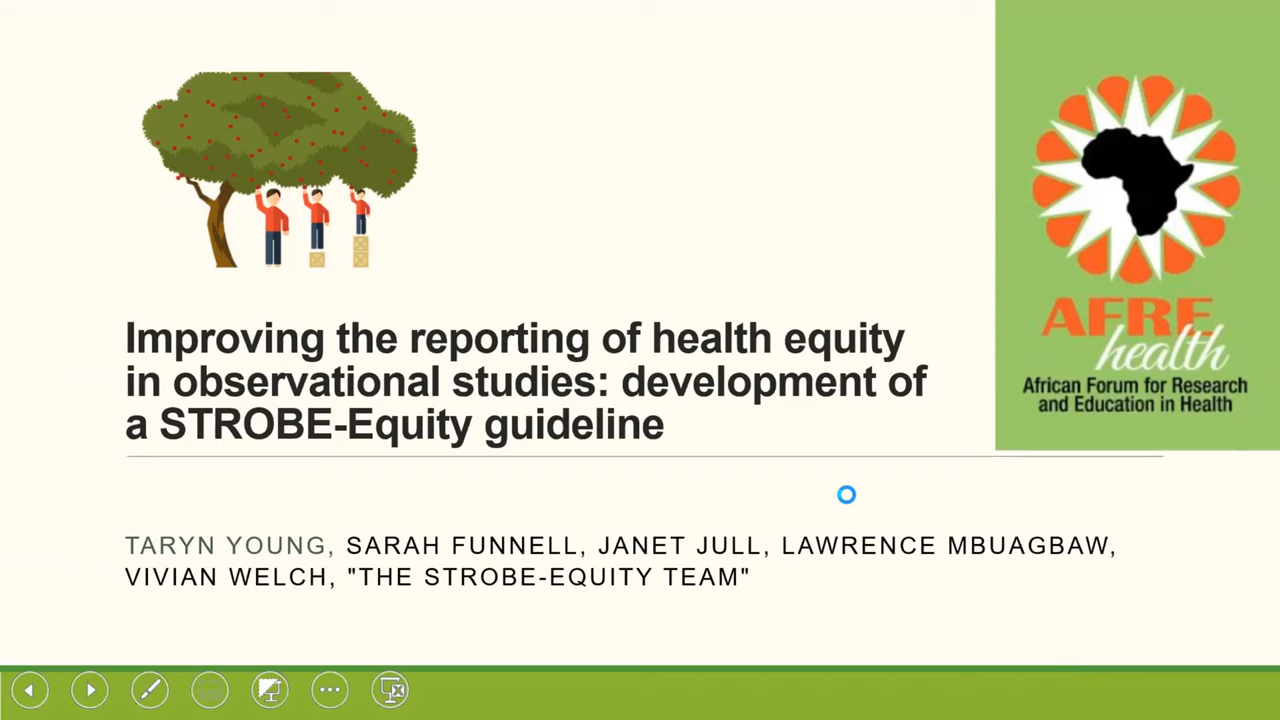 Improving the reporting of health equity
in observational studies: development of
a STROBE-Equity guideline
TARYN YOUNG, SARAH FUNNELL, JANET JULL, LAWRENCE MBUAGBAW,
VIVIAN WELCH, "THE STROBE-EQUITY TEAM"
AFRE
health
African Forum for Research
and Education in Health